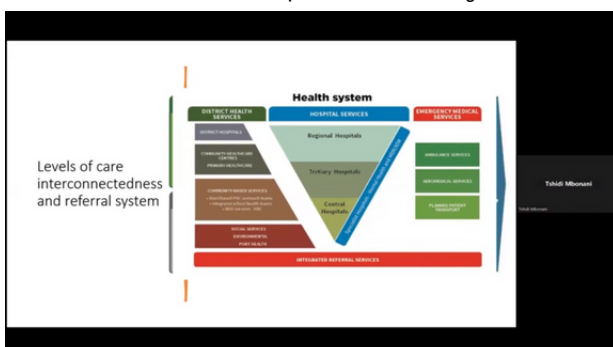 Levels of care
interconnectedness
and referral system
Health system
DISTRICT HEALTH
SERVICES
DISTRICT HOSPITALS
COMMUNITY HEALTHCARE
CENTRES
PRIMARY HEALTHCARE
COMMUNITY-BASED SERVICES
SOCIAL SERVICES
ENVIRONMENTAL
PORT HEALTH
HOSPITAL SERVICES
Regional Hospitals
Tertiary Hospitals
Central
Hospitals
EMERGENCY MEDICAL
SERVICES
AMBULANCE SERVICES
AEROMEDICAL SERVICES
PLANNED PATIENT
TRANSPORT
INTEGRATED REFERRAL SERVICES
Tshidi Mbonani
Tshidi Mbonani